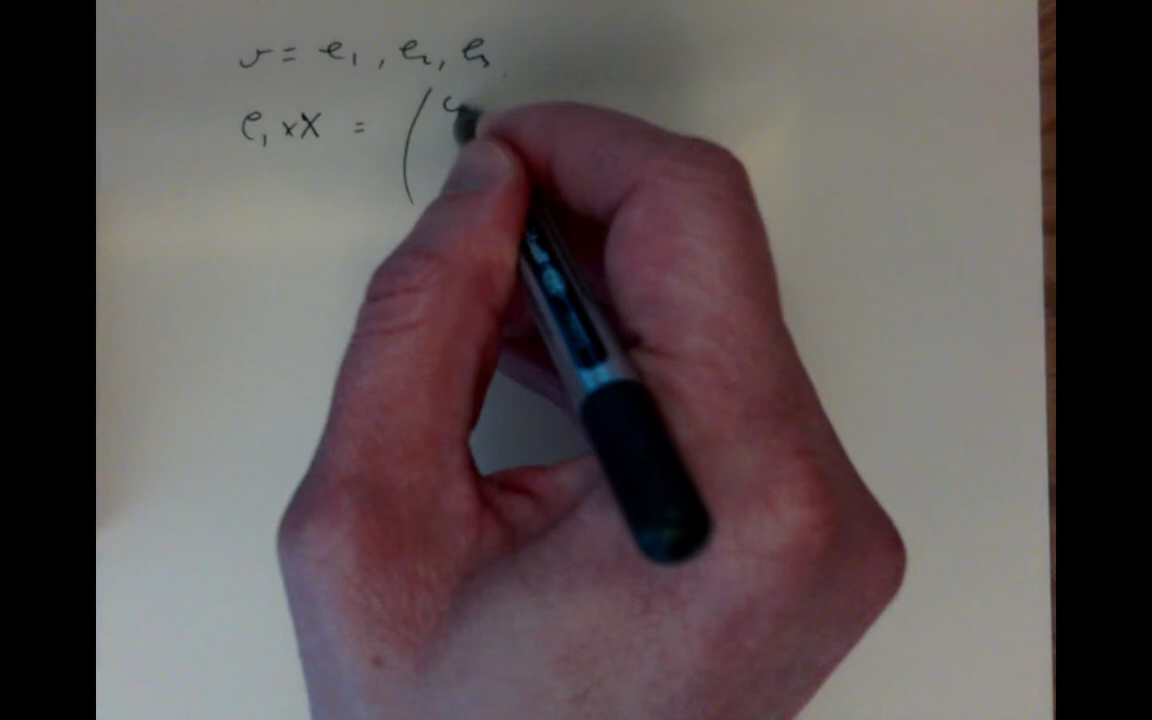 v = e₁, e₂, e₃
e₁ × X = (